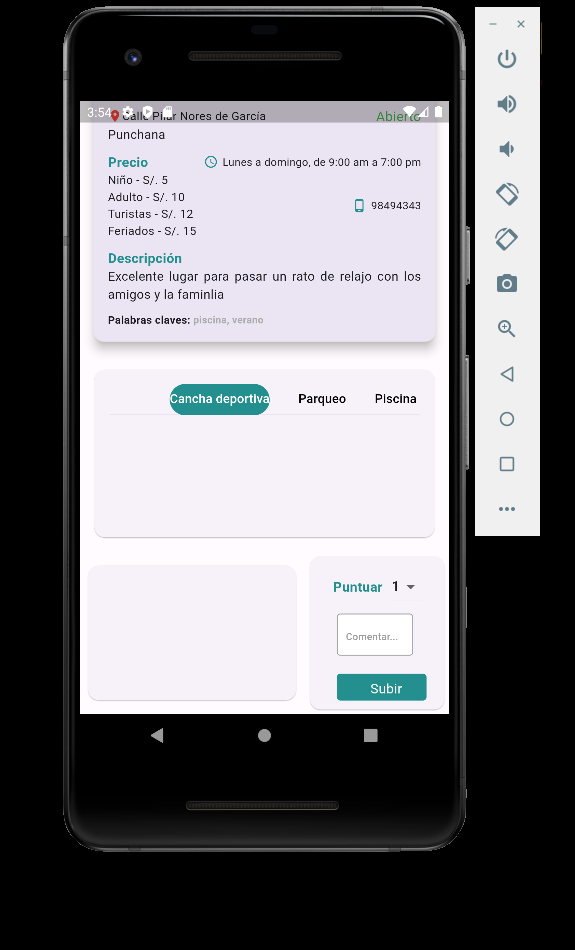 3:54
Calle Pilar Nores de García
Abierto
Punchana
Precio
Lunes a domingo, de 9:00 am a 7:00 pm
Niño - S/. 5
Adulto - S/. 10
98494343
Turistas - S/. 12
Feriados - S/. 15
Descripción
Excelente lugar para pasar un rato de relajo con los
amigos y la faminlia
Palabras claves: piscina, verano
Cancha deportiva Parqueo Piscina
Puntuar 1
Comentar...
Subir